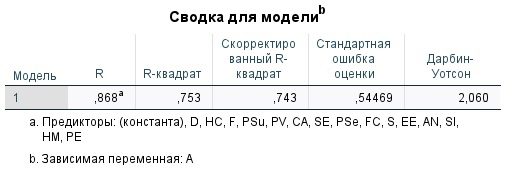 Сводка для модели b
Модель R R-квадрат Скорректиро ванный R-квадрат Стандартная ошибка оценки Дарбин-Уотсон
1 ,868a ,753 ,743 ,54469 2,060
a. Предикторы: (константа), D, HC, F, PSu, PV, CA, SE, PSe, FC, S, EE, AN, SI,
HM, PE
b. Зависимая переменная: A